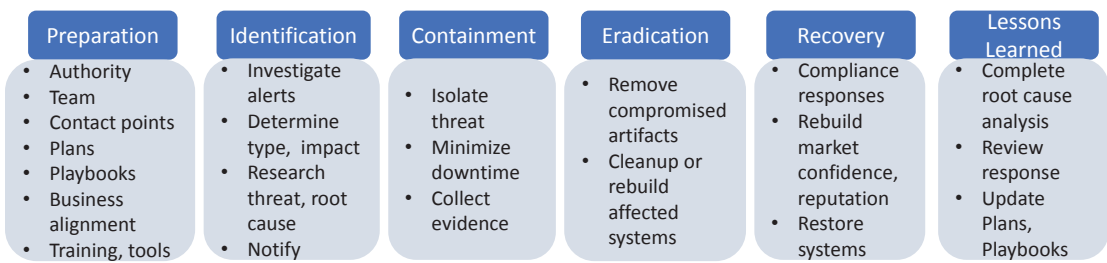 Preparation
• Authority
• Team
• Contact points
• Plans
• Playbooks
• Business
alignment
• Training, tools
Identification
• Investigate
alerts
• Determine
type, impact
• Research
threat, root
cause
• Notify
Containment
• Isolate
threat
• Minimize
downtime
• Collect
evidence
Eradication
• Remove
compromised
artifacts
• Cleanup or
rebuild
affected
systems
Recovery
• Compliance
responses
• Rebuild
market
confidence,
reputation
• Restore
systems
Lessons
Learned
• Complete
root cause
analysis
• Review
response
• Update
Plans,
Playbooks